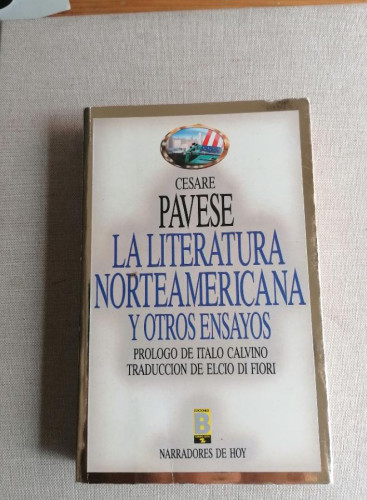 CESARE
PAVESE
LA LITERATURA
NORTEAMERICANA
Y OTROS ENSAYOS
PROLOGO DE ITALO CALVINO
TRADUCCION DE ELCIO DI FIORI
B
NARRADORES DE HOY